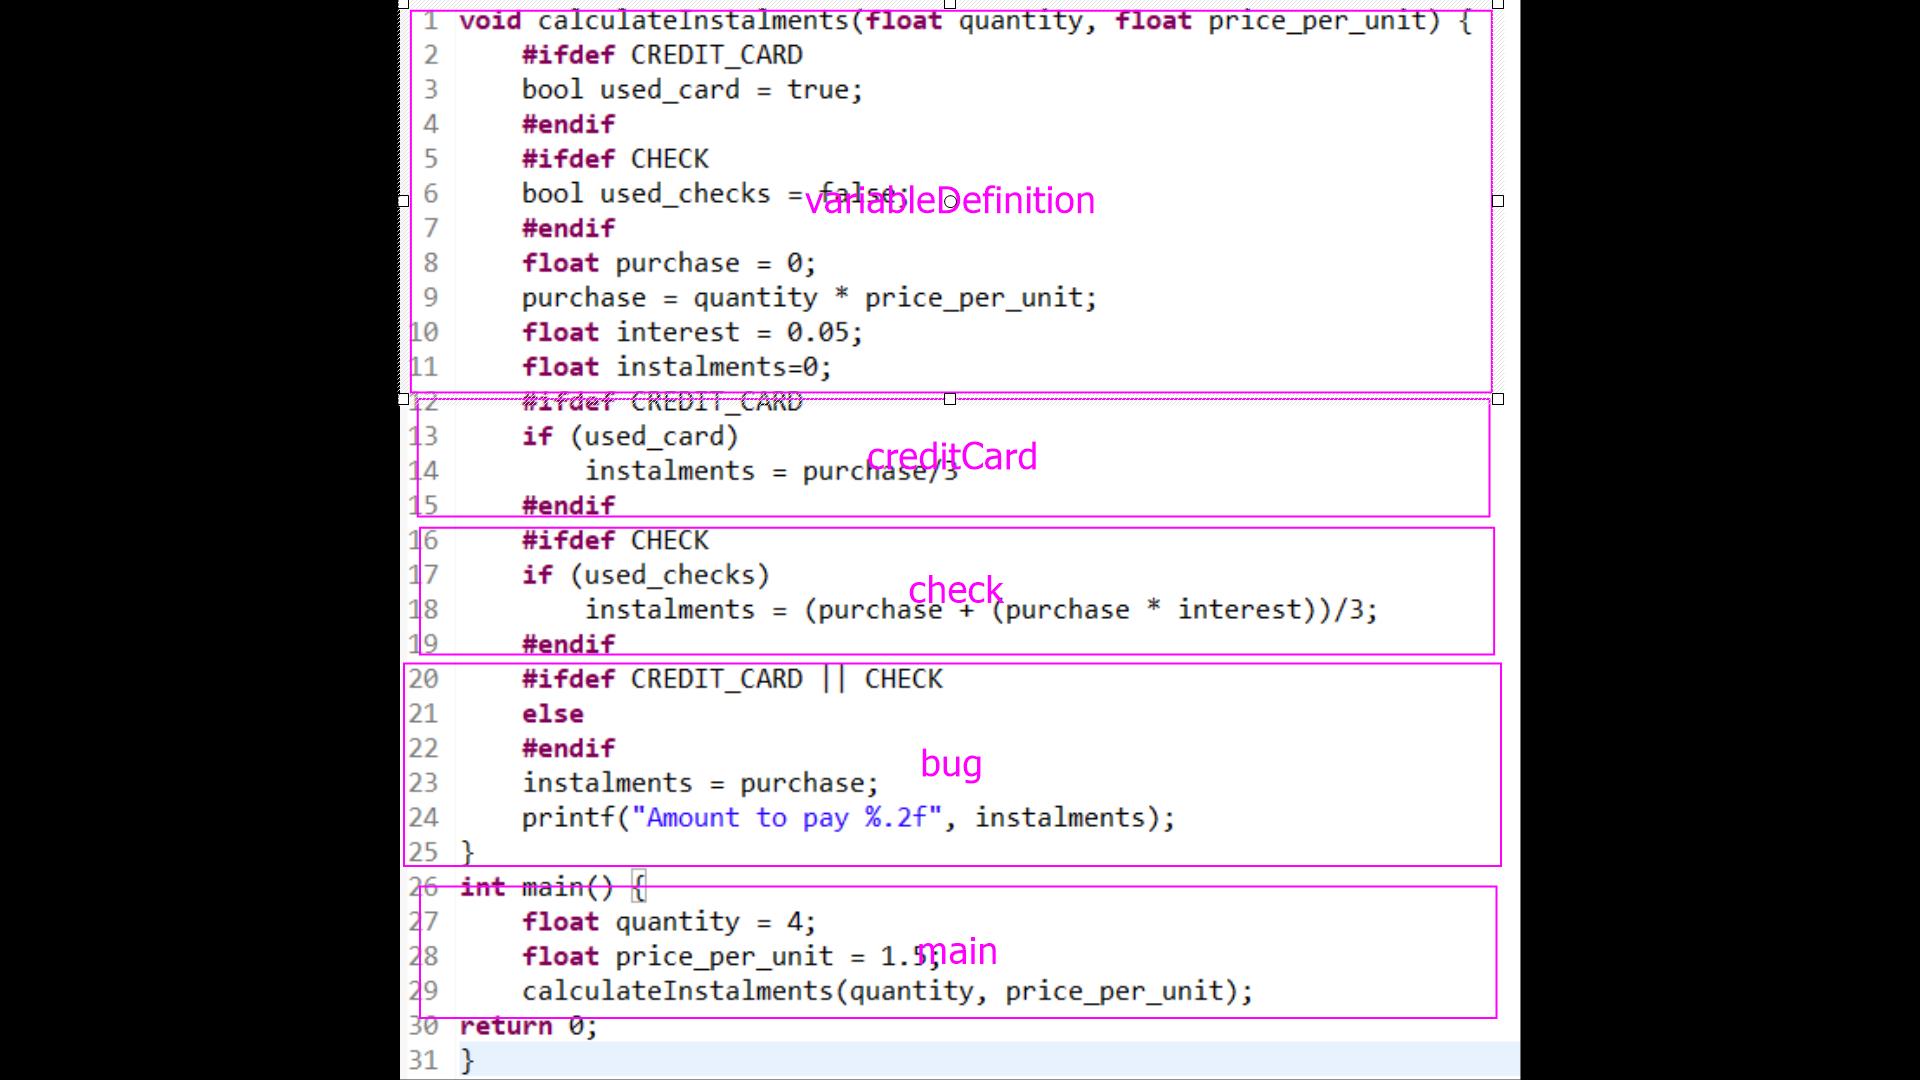 1 void calculateInstalments(float quantity, float price_per_unit) {
2 #ifdef CREDIT_CARD
3 bool used_card = true;
4 #endif
5 #ifdef CHECK
6 bool used_checks = false;
variableDefinition
7 #endif
8 float purchase = 0;
9 purchase = quantity * price_per_unit;
10 float interest = 0.05;
11 float instalments=0;
12 #ifdef CREDIT_CARD
13 if (used_card)
creditCard
14 instalments = purchase/3
15 #endif
16 #ifdef CHECK
17 if (used_checks)
check
18 instalments = (purchase + (purchase * interest))/3;
19 #endif
20 #ifdef CREDIT_CARD || CHECK
21 else
22 #endif
bug
23 instalments = purchase;
24 printf("Amount to pay %.2f", instalments);
25 }
26 int main() {
27 float quantity = 4;
28 float price_per_unit = 1.5;
main
29 calculateInstalments(quantity, price_per_unit);
30 return 0;
31 }